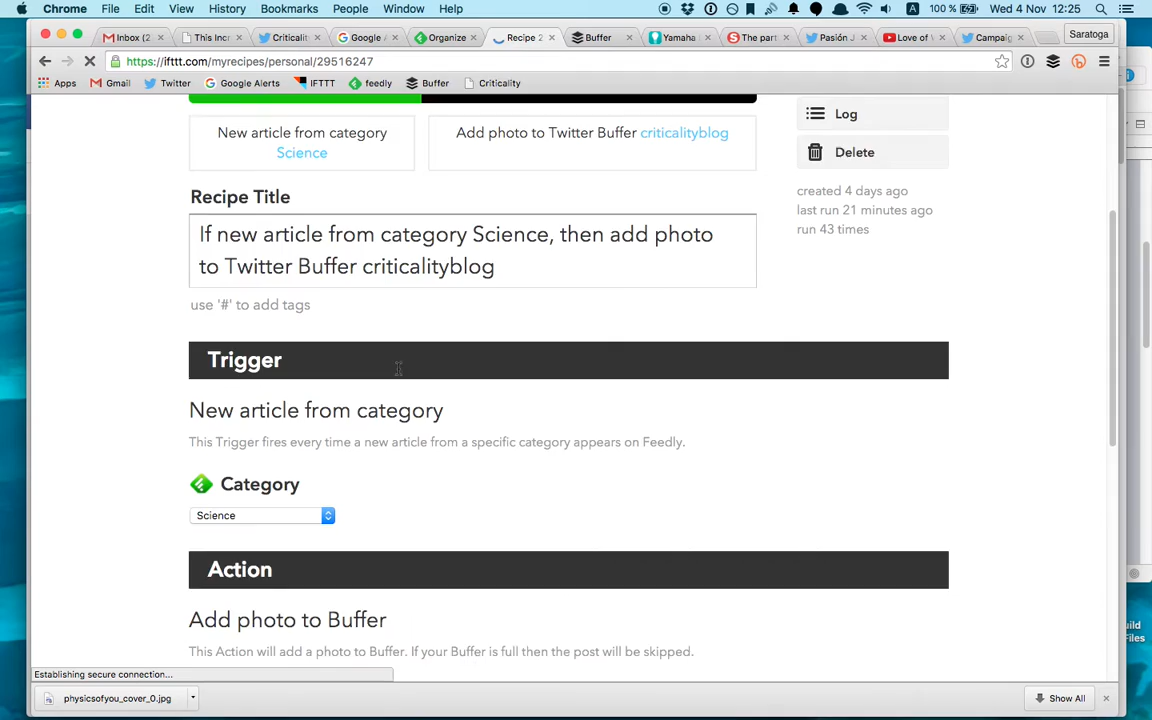 Chrome File Edit View History Bookmarks People Window Help 100 % Wed 4 Nov 12:25
Inbox (2 This Incr Criticalit Google Organize Recipe 2 Buffer Yamaha The part Pasión J Love of V Campaig Saratoga
https://ifttt.com/myrecipes/personal/29516247
Apps Gmail Twitter Google Alerts IFTTT feedly Buffer Criticality
New article from category
Science
Add photo to Twitter Buffer criticalityblog
Log
Delete
created 4 days ago
last run 21 minutes ago
run 43 times
Recipe Title
If new article from category Science, then add photo
to Twitter Buffer criticalityblog
use '#' to add tags
Trigger
New article from category
This Trigger fires every time a new article from a specific category appears on Feedly.
Category
Science
Action
Add photo to Buffer
This Action will add a photo to Buffer. If your Buffer is full then the post will be skipped.
Establishing secure connection...
physicsofyou_cover_0.jpg
Show All
uild
Files